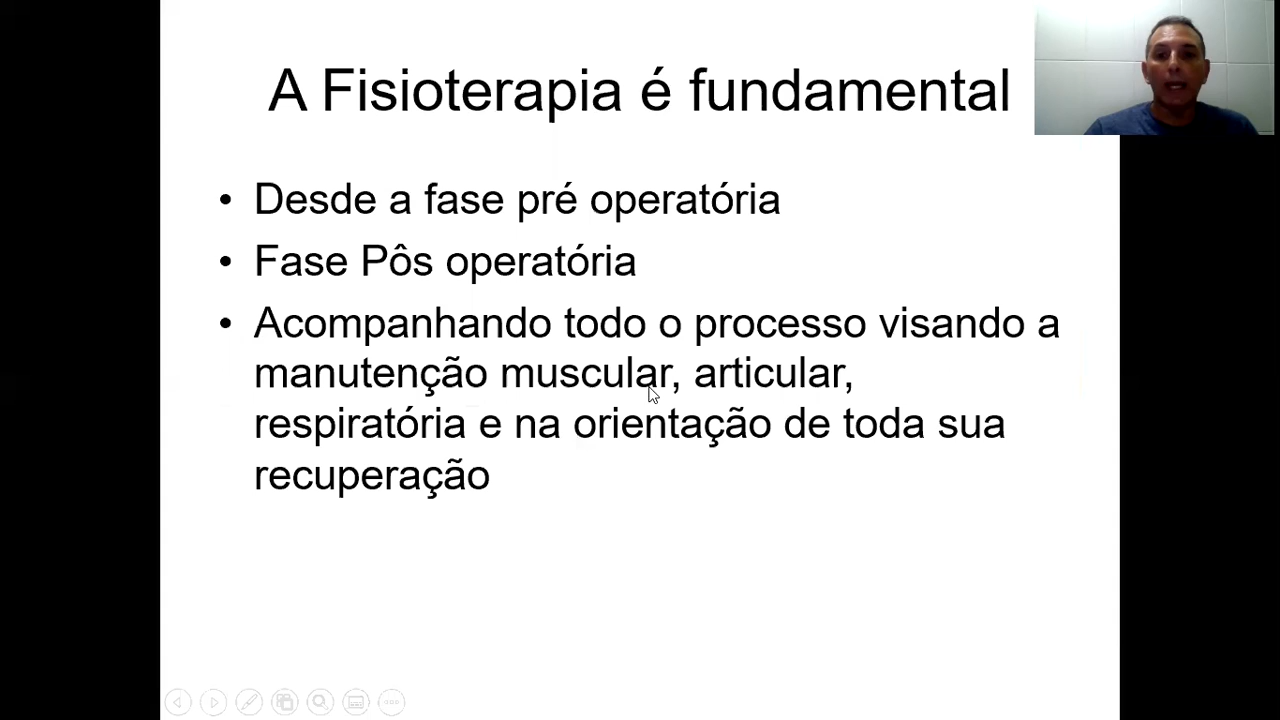 A Fisioterapia é fundamental
• Desde a fase pré operatória
• Fase Pôs operatória
• Acompanhando todo o processo visando a
manutenção muscular, articular,
respiratória e na orientação de toda sua
recuperação